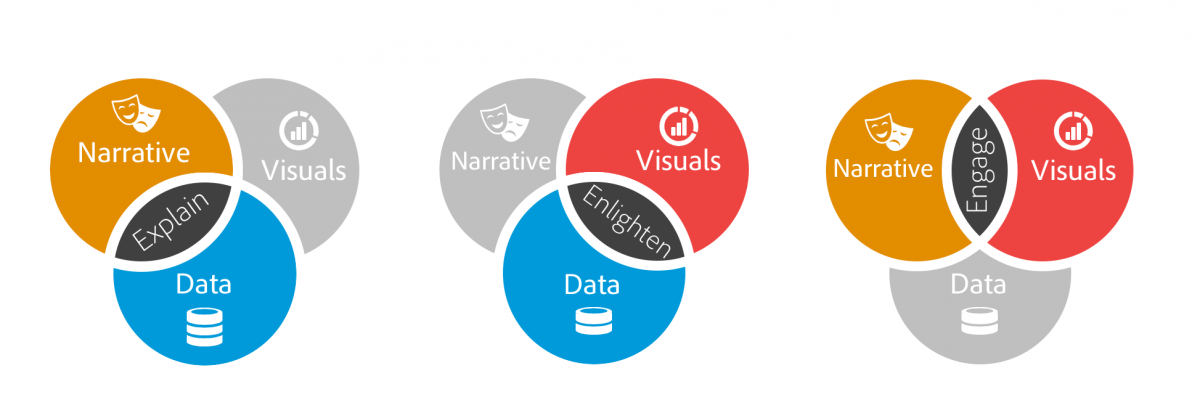 Narrative
Visuals
Explain
Data
Narrative
Visuals
Enlighten
Data
Narrative
Visuals
Engage
Data